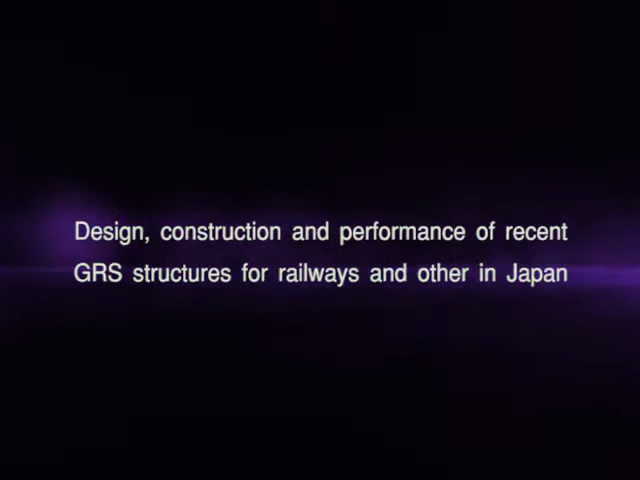 Design, construction and performance of recent
GRS structures for railways and other in Japan